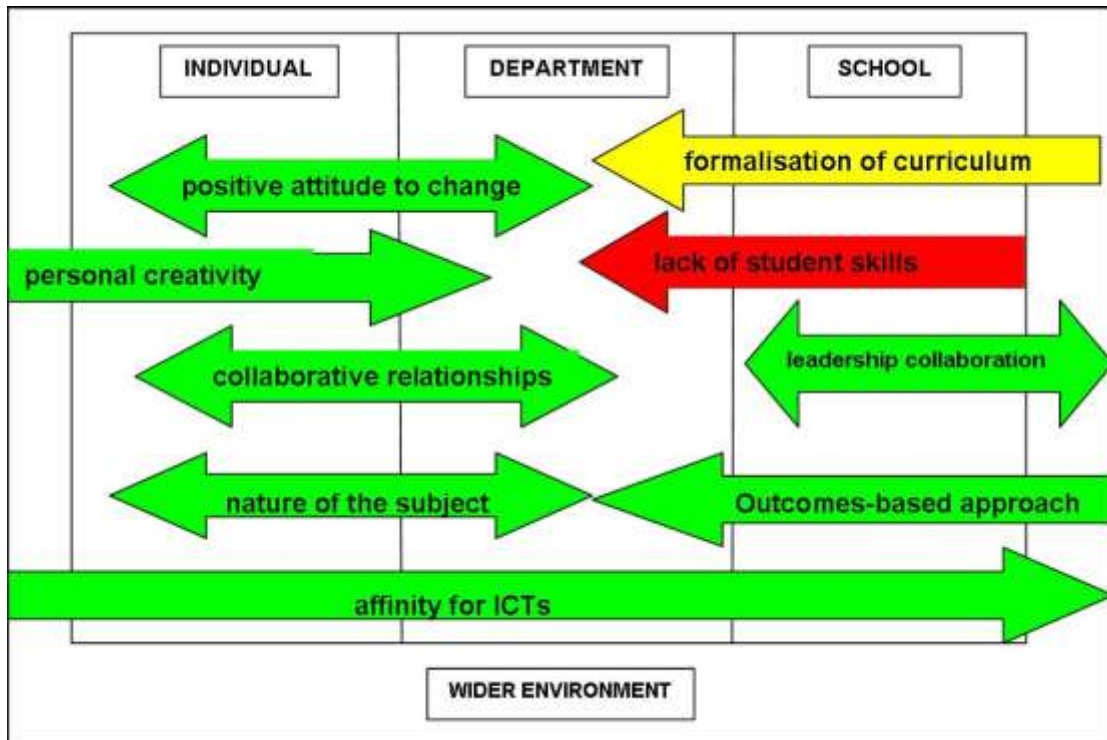 INDIVIDUAL
DEPARTMENT
SCHOOL
positive attitude to change
formalisation of curriculum
personal creativity
lack of student skills
collaborative relationships
leadership collaboration
nature of the subject
Outcomes-based approach
affinity for ICTs
WIDER ENVIRONMENT